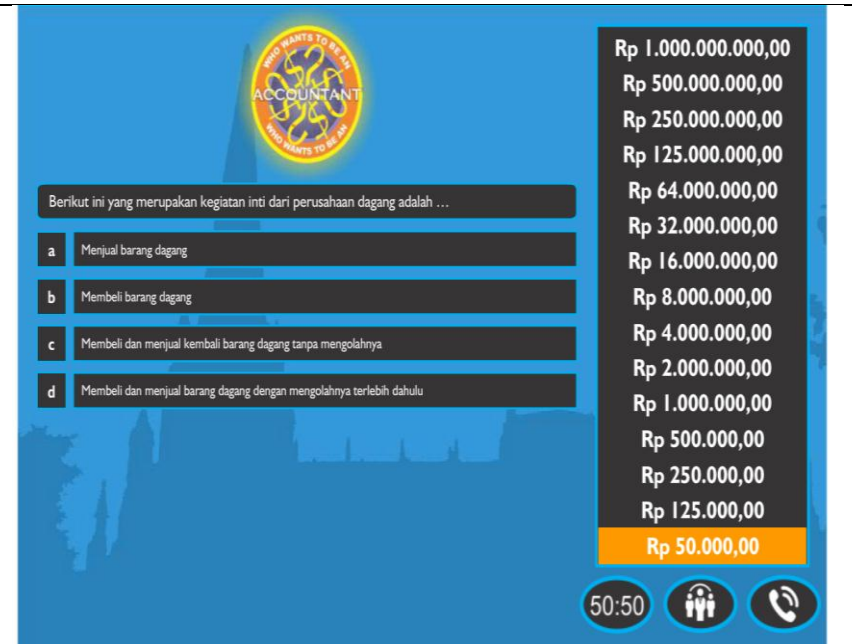 WHO WANTS TO BE AN
ACCOUNTANT
WHO WANTS TO BE AN
Berikut ini yang merupakan kegiatan inti dari perusahaan dagang adalah …
a Menjual barang dagang
b Membeli barang dagang
c Membeli dan menjual kembali barang dagang tanpa mengolahnya
d Membeli dan menjual barang dagang dengan mengolahnya terlebih dahulu
Rp 1.000.000.000,00
Rp 500.000.000,00
Rp 250.000.000,00
Rp 125.000.000,00
Rp 64.000.000,00
Rp 32.000.000,00
Rp 16.000.000,00
Rp 8.000.000,00
Rp 4.000.000,00
Rp 2.000.000,00
Rp 1.000.000,00
Rp 500.000,00
Rp 250.000,00
Rp 125.000,00
Rp 50.000,00
50:50